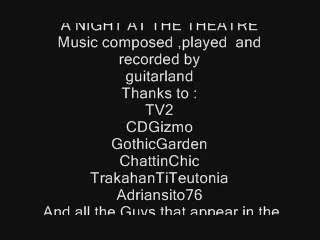 A NIGHT AT THE THEATRE
Music composed ,played and
recorded by
guitarland
Thanks to :
TV2
CDGizmo
GothicGarden
ChattinChic
TrakahanTiTeutonia
Adriansito76
And all the Guys that appear in the